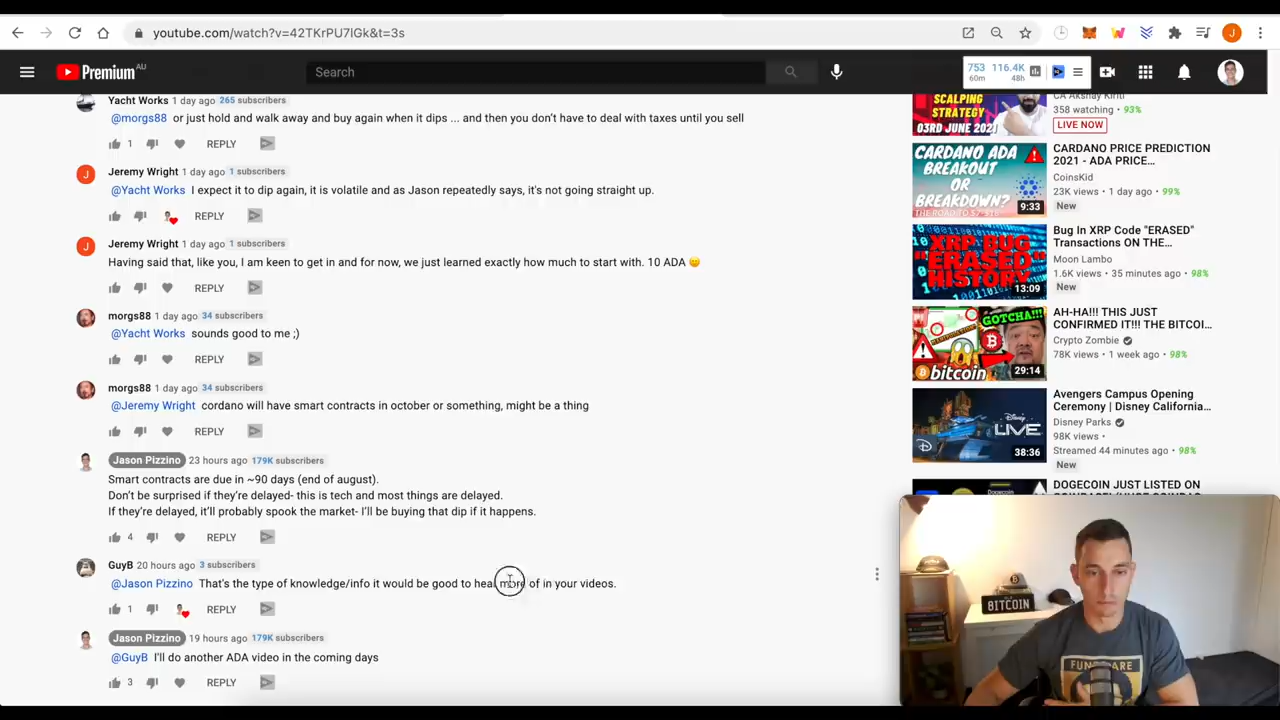 youtube.com/watch?v=42TKrPU7lGk&t=3s
J
Premium AU
Search
753 116.4K
60m 48h
Yacht Works 1 day ago 265 subscribers
@morgs88 or just hold and walk away and buy again when it dips ... and then you don't have to deal with taxes until you sell
1 REPLY
J
Jeremy Wright 1 day ago 1 subscribers
@Yacht Works I expect it to dip again, it is volatile and as Jason repeatedly says, it's not going straight up.
REPLY
J
Jeremy Wright 1 day ago 1 subscribers
Having said that, like you, I am keen to get in and for now, we just learned exactly how much to start with. 10 ADA
REPLY
morgs88 1 day ago 34 subscribers
@Yacht Works sounds good to me ;)
REPLY
morgs88 1 day ago 34 subscribers
@Jeremy Wright cordano will have smart contracts in october or something, might be a thing
REPLY
Jason Pizzino 23 hours ago 179K subscribers
Smart contracts are due in ~90 days (end of august).
Don't be surprised if they're delayed- this is tech and most things are delayed.
If they're delayed, it'll probably spook the market- I'll be buying that dip if it happens.
4 REPLY
GuyB 20 hours ago 3 subscribers
@Jason Pizzino That's the type of knowledge/info it would be good to hear more of in your videos.
1 REPLY
Jason Pizzino 19 hours ago 179K subscribers
@GuyB I'll do another ADA video in the coming days
3 REPLY
SCALPING
STRATEGY
03RD JUNE 2021
CA Akshay Kiriti
358 watching • 93%
LIVE NOW
CARDANO ADA
BREAKOUT
OR
BREAKDOWN?
9:33
CARDANO PRICE PREDICTION
2021 - ADA PRICE...
CoinsKid
23K views • 1 day ago • 99%
New
XRP BUG
"ERASED"
HISTORY
13:09
Bug In XRP Code "ERASED"
Transactions ON THE...
Moon Lambo
1.6K views • 35 minutes ago • 98%
New
GOTCHA!!!
bitcoin
29:14
AH-HA!!! THIS JUST
CONFIRMED IT!!! THE BITCOI...
Crypto Zombie
78K views • 1 week ago • 98%
Disney
LIVE
38:36
Avengers Campus Opening
Ceremony | Disney California...
Disney Parks
98K views •
Streamed 44 minutes ago • 98%
New
DOGECOIN JUST LISTED ON
BITCOIN